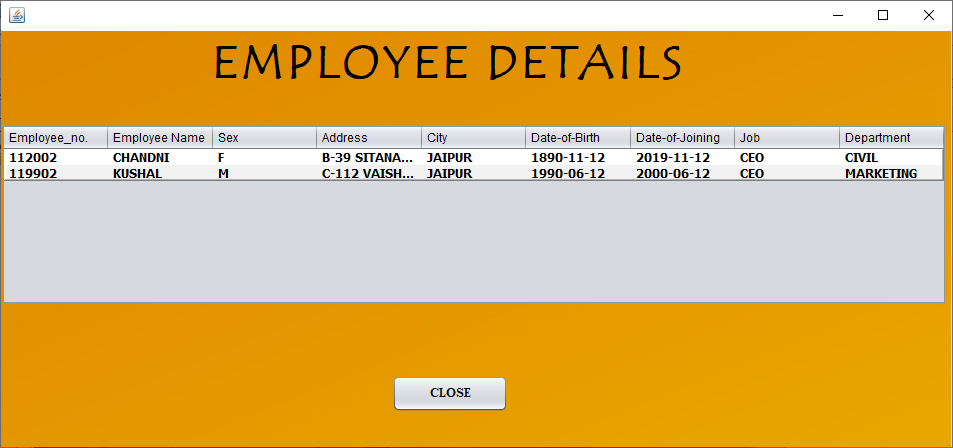 EMPLOYEE DETAILS
Employee_no. Employee Name Sex Address City Date-of-Birth Date-of-Joining Job Department
112002 CHANDNI F B-39 SITANA... JAIPUR 1890-11-12 2019-11-12 CEO CIVIL
119902 KUSHAL M C-112 VAISH... JAIPUR 1990-06-12 2000-06-12 CEO MARKETING
CLOSE